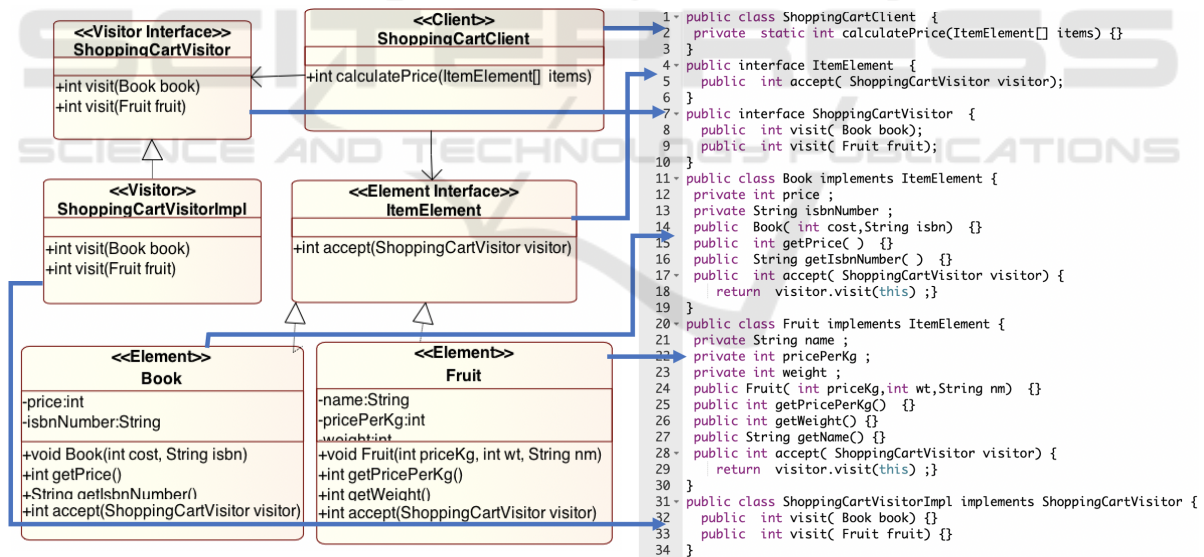 <<Visitor Interface>>
ShoppingCartVisitor
+int visit(Book book)
+int visit(Fruit fruit)
<<Client>>
ShoppingCartClient
+int calculatePrice(ItemElement[] items)
<<Visitor>>
ShoppingCartVisitorImpl
+int visit(Book book)
+int visit(Fruit fruit)
<<Element Interface>>
ItemElement
+int accept(ShoppingCartVisitor visitor)
<<Element>>
Book
-price:int
-isbnNumber:String
+void Book(int cost, String isbn)
+int getPrice()
+String getIsbnNumber()
+int accept(ShoppingCartVisitor visitor)
<<Element>>
Fruit
-name:String
-pricePerKg:int
-weight:int
+void Fruit(int priceKg, int wt, String nm)
+int getPricePerKg()
+int getWeight()
+int accept(ShoppingCartVisitor visitor)
1 public class ShoppingCartClient {
2 private static int calculatePrice(ItemElement[] items) {}
3 }
4 public interface ItemElement {
5 public int accept( ShoppingCartVisitor visitor);
6 }
7 public interface ShoppingCartVisitor {
8 public int visit( Book book);
9 public int visit( Fruit fruit);
10 }
11 public class Book implements ItemElement {
12 private int price ;
13 private String isbnNumber ;
14 public Book( int cost,String isbn) {}
15 public int getPrice( ) {}
16 public String getIsbnNumber( ) {}
17 public int accept( ShoppingCartVisitor visitor) {
18 return visitor.visit(this) ;}
19 }
20 public class Fruit implements ItemElement {
21 private String name ;
22 private int pricePerKg ;
23 private int weight ;
24 public Fruit( int priceKg,int wt,String nm) {}
25 public int getPricePerKg() {}
26 public int getWeight() {}
27 public String getName() {}
28 public int accept( ShoppingCartVisitor visitor) {
29 return visitor.visit(this) ;}
30 }
31 public class ShoppingCartVisitorImpl implements ShoppingCartVisitor {
32 public int visit( Book book) {}
33 public int visit( Fruit fruit) {}
34 }
SCITEPRESS
SCIENCE AND TECHNOLOGY PUBLICATIONS